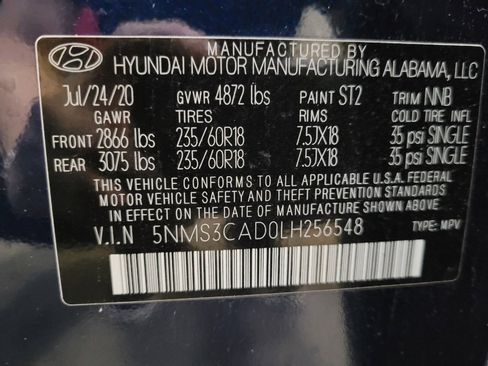 MANUFACTURED BY
HYUNDAI MOTOR MANUFACTURING ALABAMA, LLC
Jul/24/20 GVWR 4872 lbs PAINT ST2 TRIM NNB
GAWR TIRES RIMS COLD TIRE INFL
FRONT 2866 lbs 235/60R18 7.5JX18 35 psi SINGLE
REAR 3075 lbs 235/60R18 7.5JX18 35 psi SINGLE
THIS VEHICLE CONFORMS TO ALL APPLICABLE U.S.A. FEDERAL
MOTOR VEHICLE SAFETY AND THEFT PREVENTION STANDARDS
IN EFFECT ON THE DATE OF MANUFACTURE SHOWN ABOVE.
V.I.N 5NMS3CAD0LH256548 TYPE: MPV